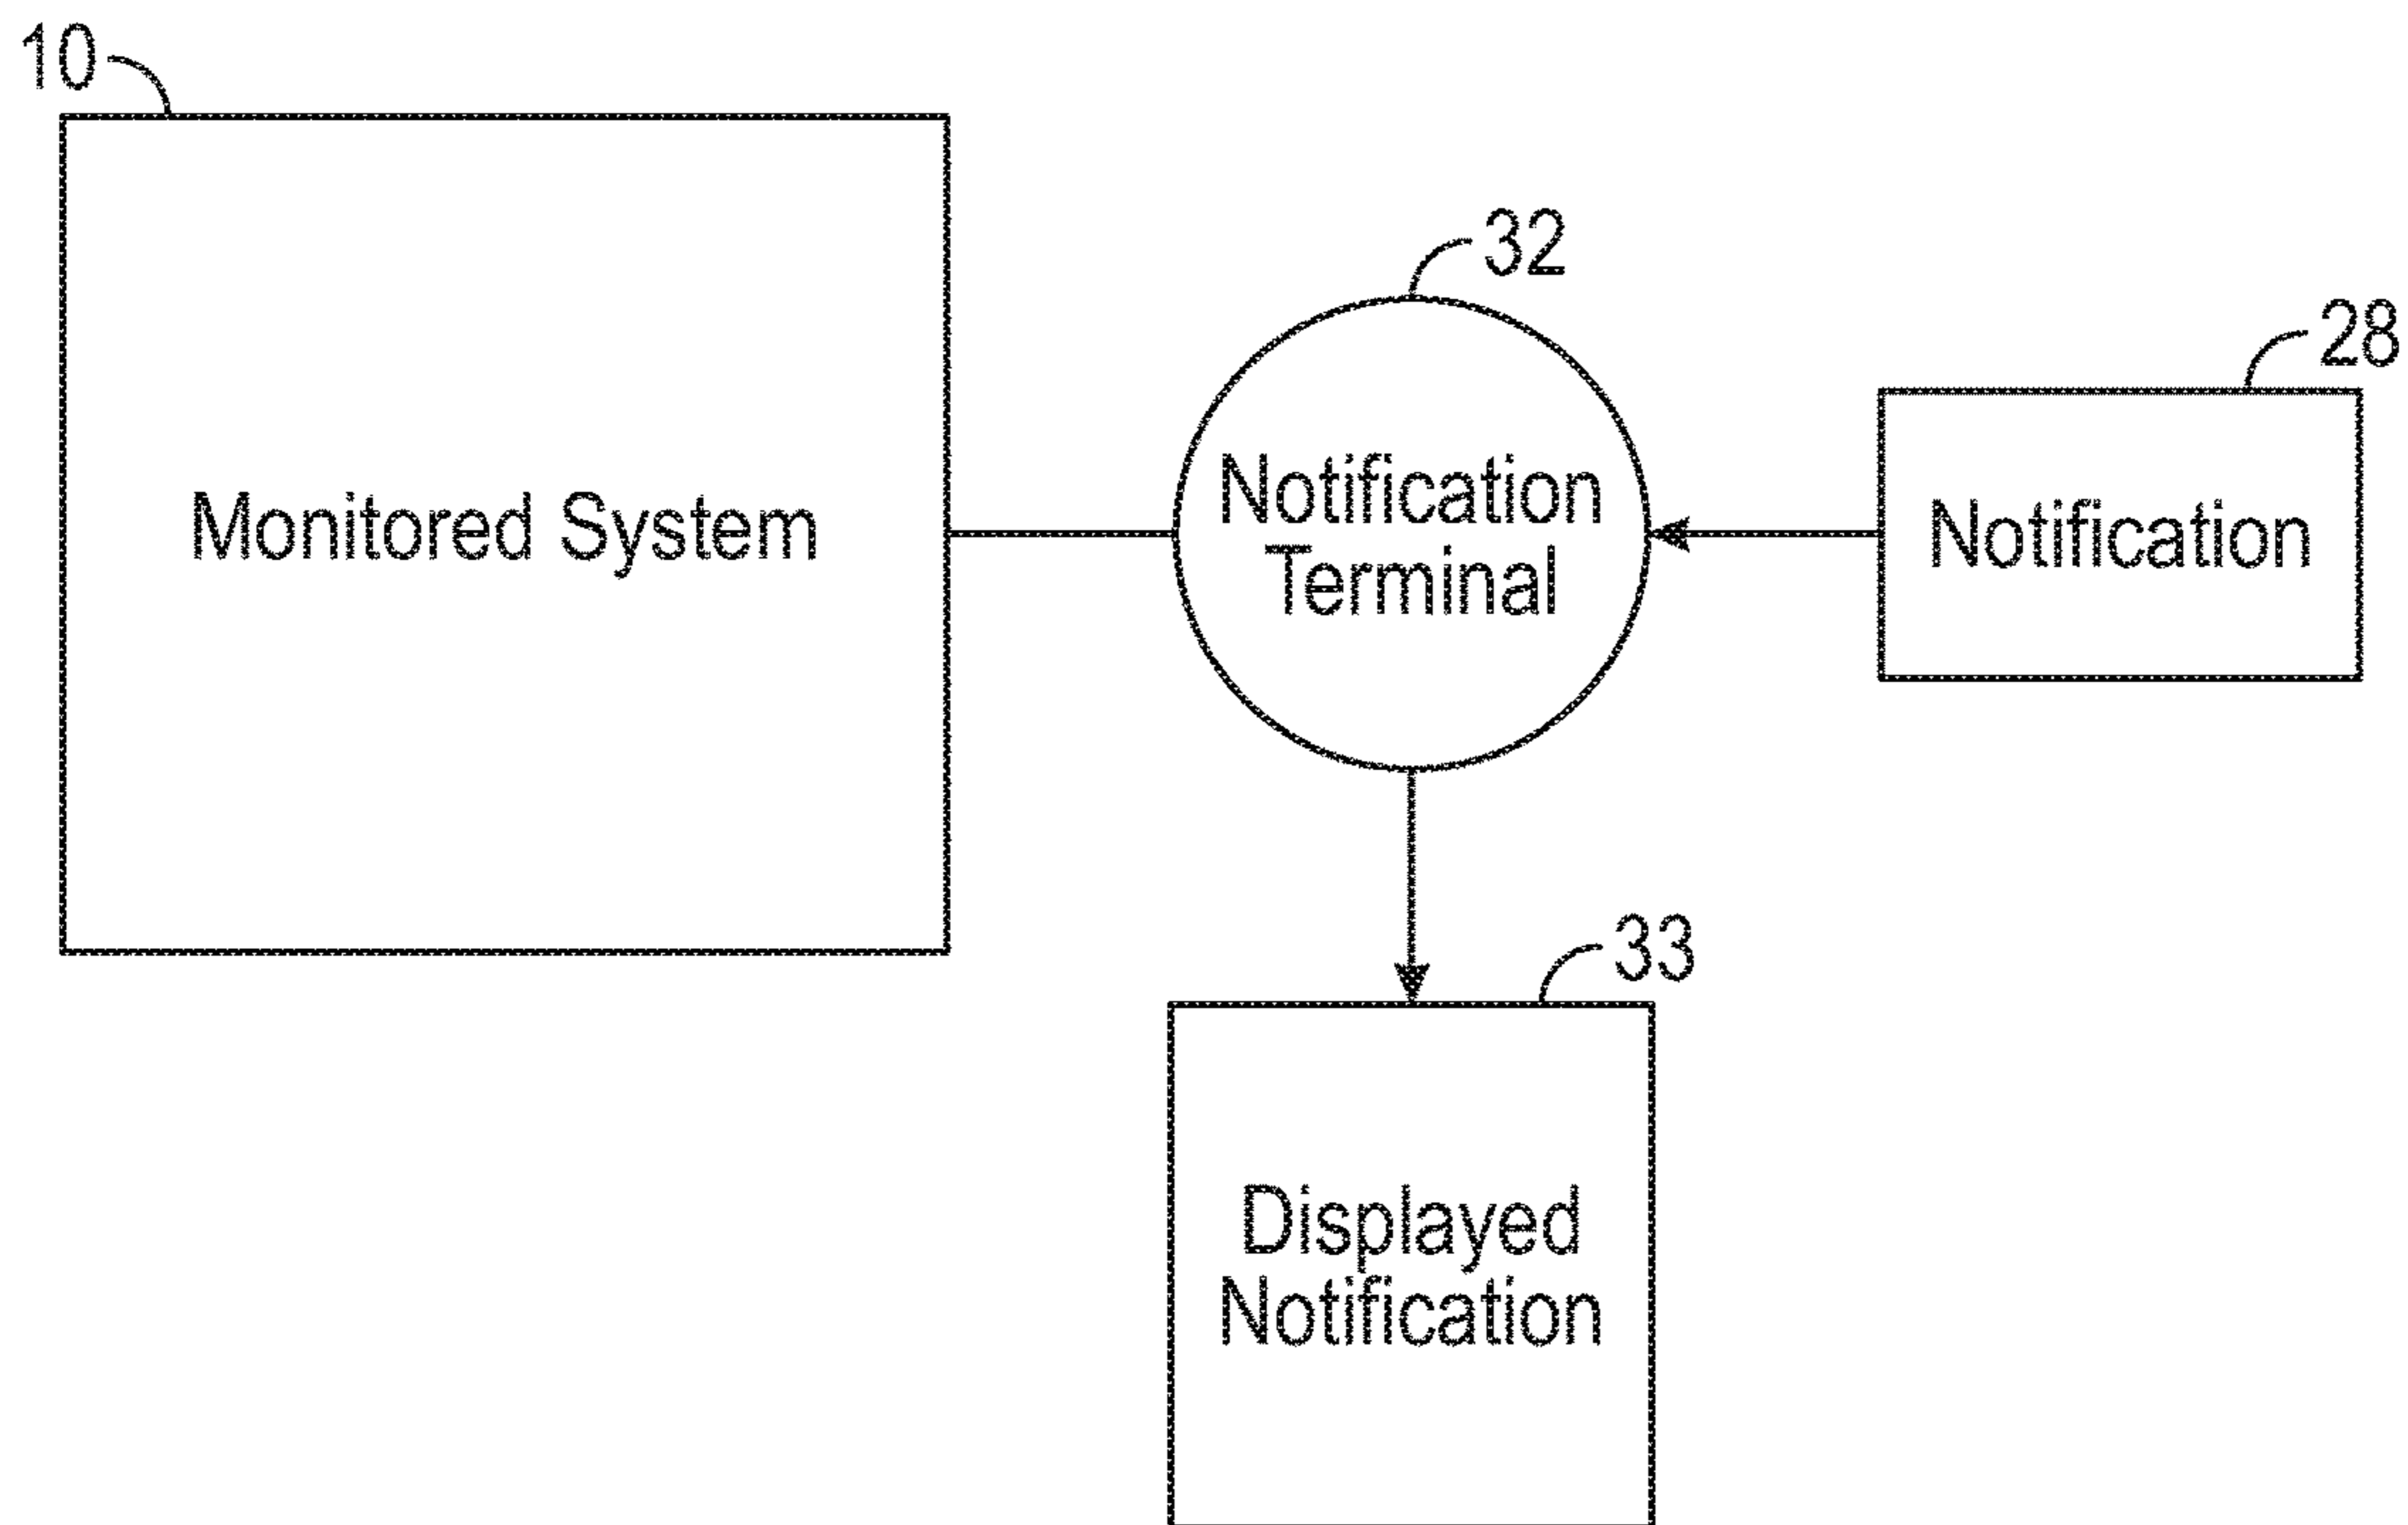 10
32
28
Monitored System
Notification
Terminal
Notification
33
Displayed
Notification